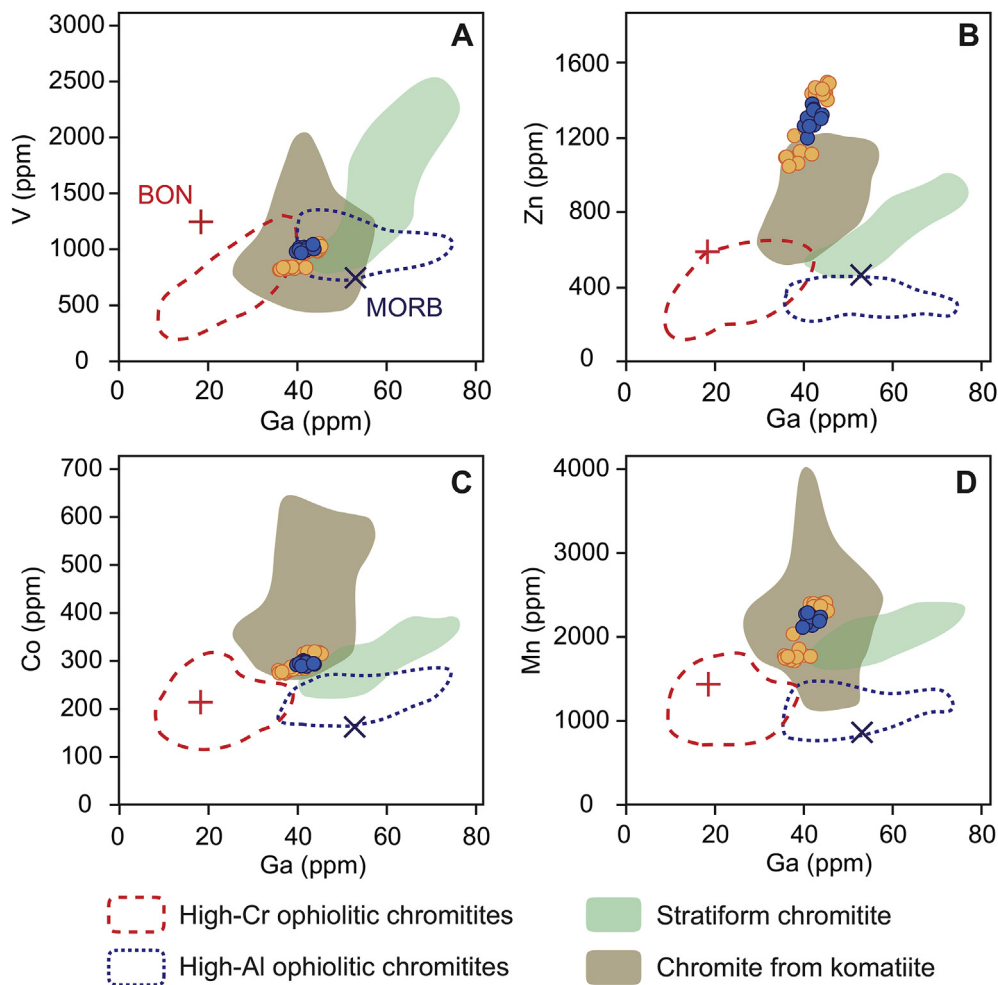 3000
2500
2000
1500
1000
500
0
V (ppm)
A
BON
MORB
0 20 40 60 80
Ga (ppm)
1600
1200
800
400
0
Zn (ppm)
B
0 20 40 60 80
Ga (ppm)
700
600
500
400
300
200
100
0
Co (ppm)
C
0 20 40 60 80
Ga (ppm)
4000
3000
2000
1000
0
Mn (ppm)
D
0 20 40 60 80
Ga (ppm)
High-Cr ophiolitic chromitites
Stratiform chromitite
High-Al ophiolitic chromitites
Chromite from komatiite